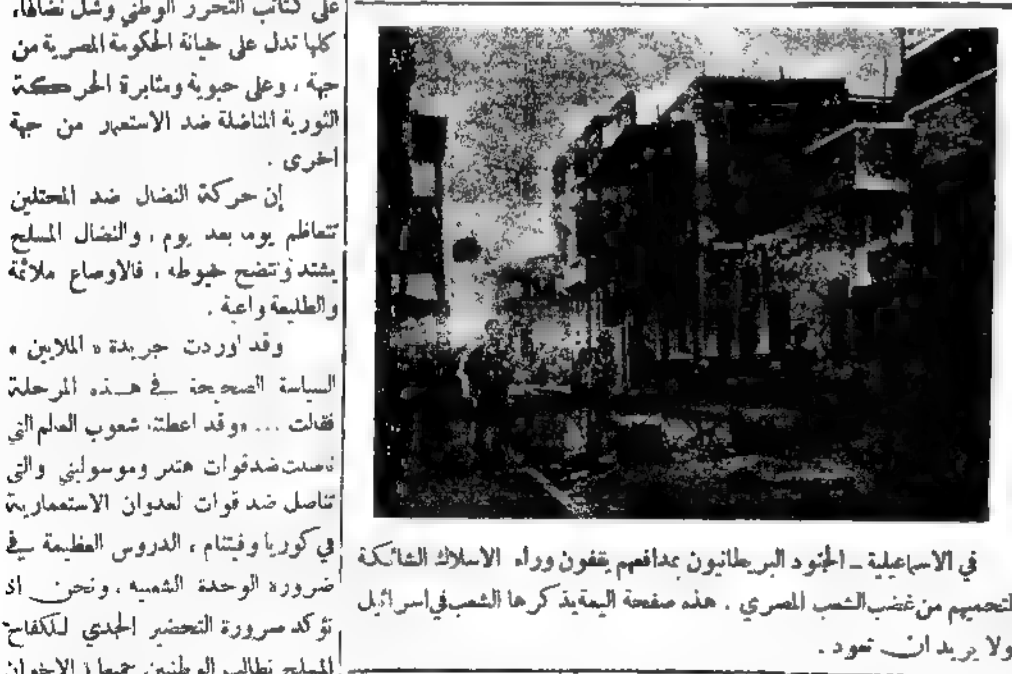 على كتائب التحرر الوطني وشل نضالها،
كلها تدل على خيانة الحكومة المصرية من
جهة ، وعلى حيوية ومثابرة الحركة
الثورية المناضلة ضد الاستعمار من جهة
اخرى .
إن حركة النضال ضد المحتلين
تتعاظم يوما بعد يوم ، والنضال المسلح
يشتد وتتضح خيوطه ، فالاوضاع ملائمة
والطليعة واعية .
وقد اوردت جريدة « الملايين »
السياسة الصحيحة في هذه المرحلة
فقالت ... «وقد اعطتنا شعوب العالم التي
ناضلت ضد قوات هتلر وموسوليني والتي
تناضل ضد قوات العدوان الاستعمارية
في كوريا وفيتنام ، الدروس العظيمة في
ضرورة الوحدة الشعبية ، ونحن اذ
نؤكد ضرورة التحضير الجدي للكفاح
المسلح نطالب الوطنيين جميعا ( الاخوان
في الاسماعيلية ـ الجنود البريطانيون بمدافعهم يقفون وراء الاسلاك الشائكة
لتحميهم من غضب الشعب المصري . هذه صفحة اليمة يذكرها الشعب في اسرائيل
ولا يريد ان تعود .